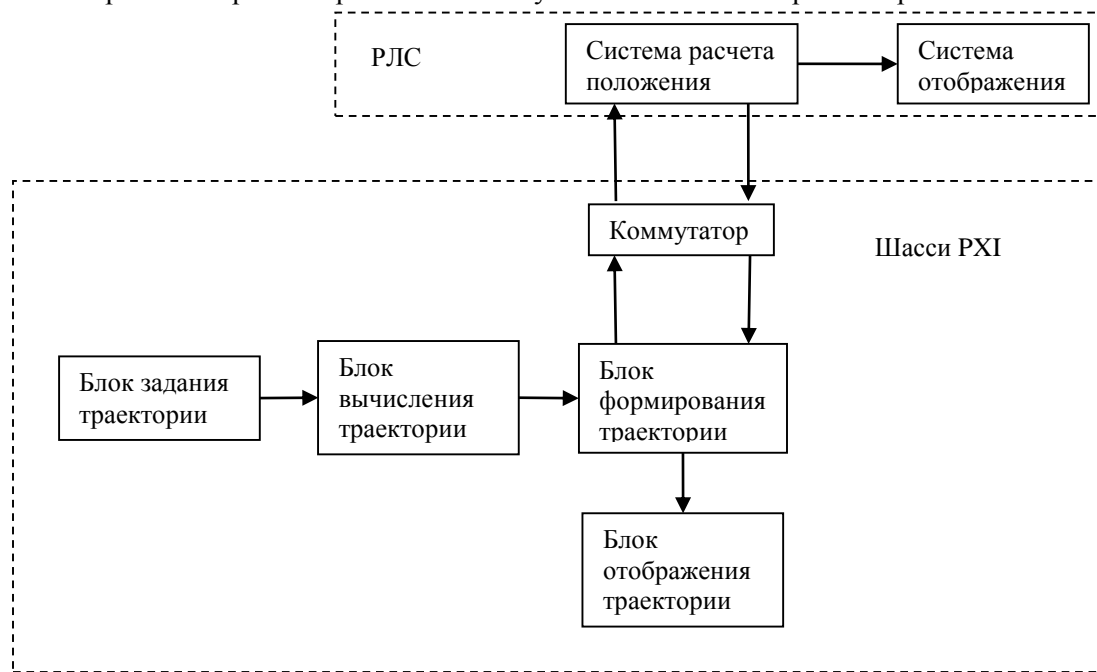 РЛС
Система расчета
положения
Система
отображения
Коммутатор
Шасси PXI
Блок задания
траектории
Блок
вычисления
траектории
Блок
формирования
траектории
Блок
отображения
траектории